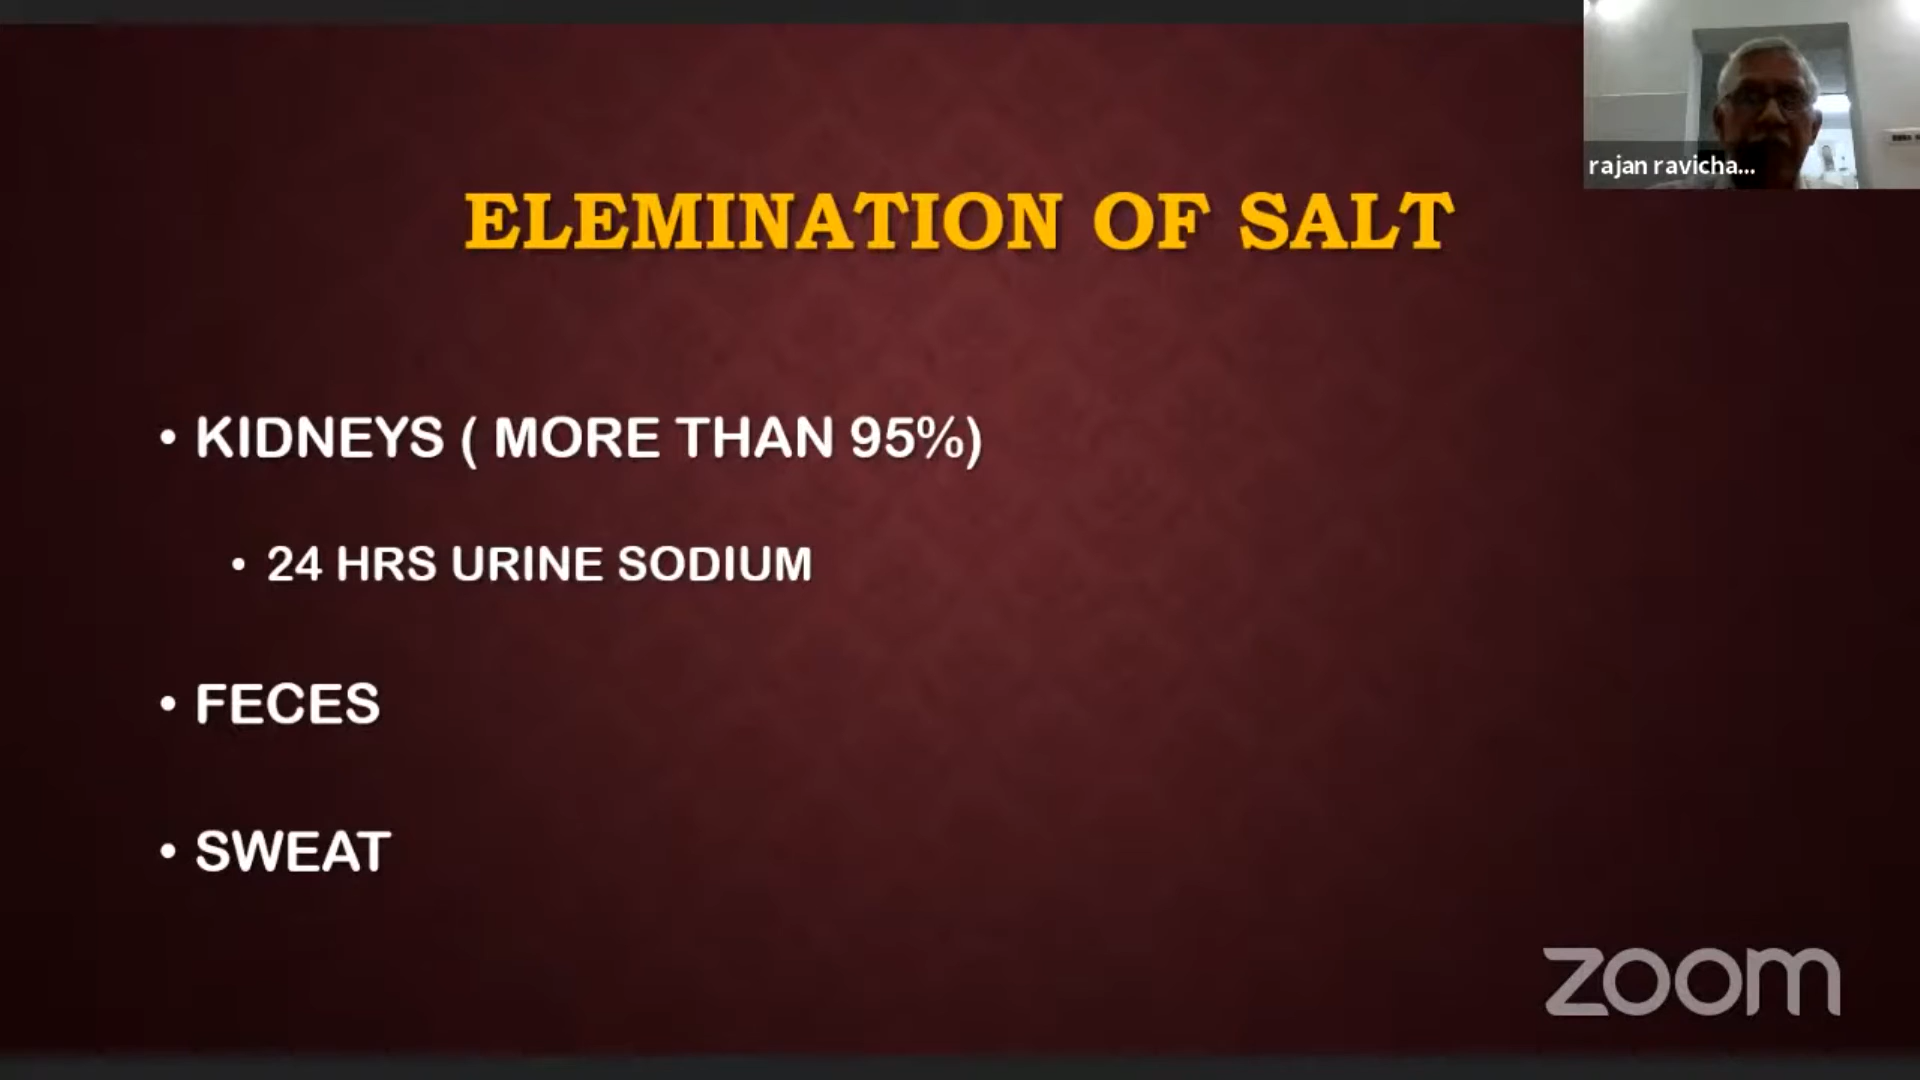 rajan ravicha...
ELEMINATION OF SALT
• KIDNEYS ( MORE THAN 95%)
• 24 HRS URINE SODIUM
• FECES
• SWEAT
zoom